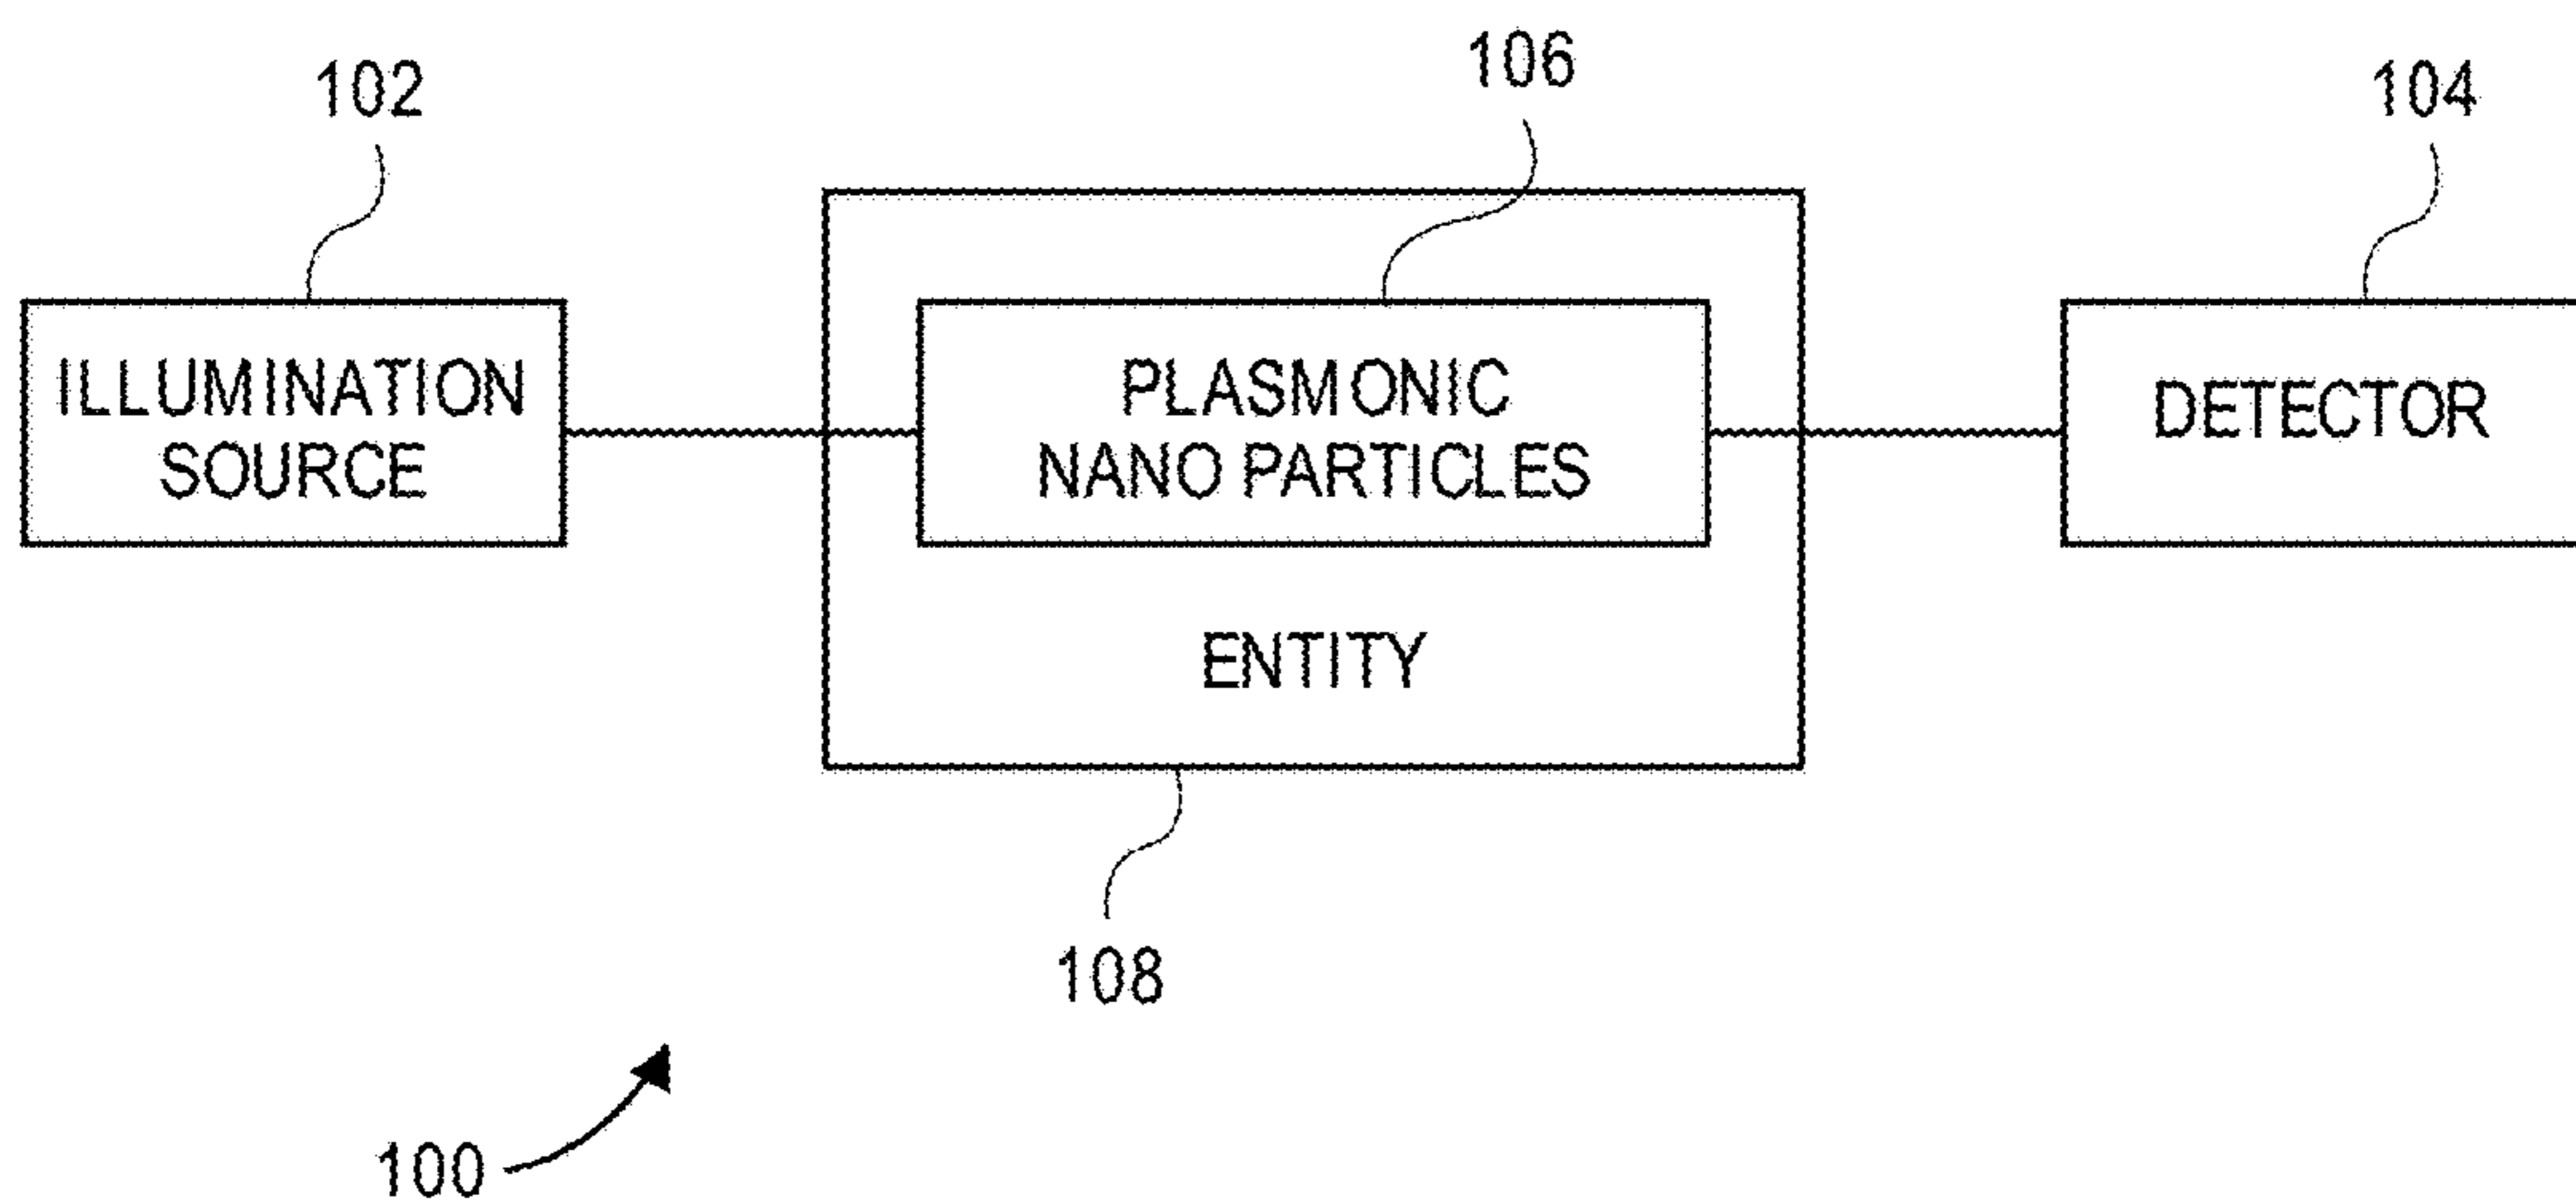 102
106
104
ILLUMINATION
SOURCE
PLASMONIC
NANO PARTICLES
DETECTOR
ENTITY
108
100